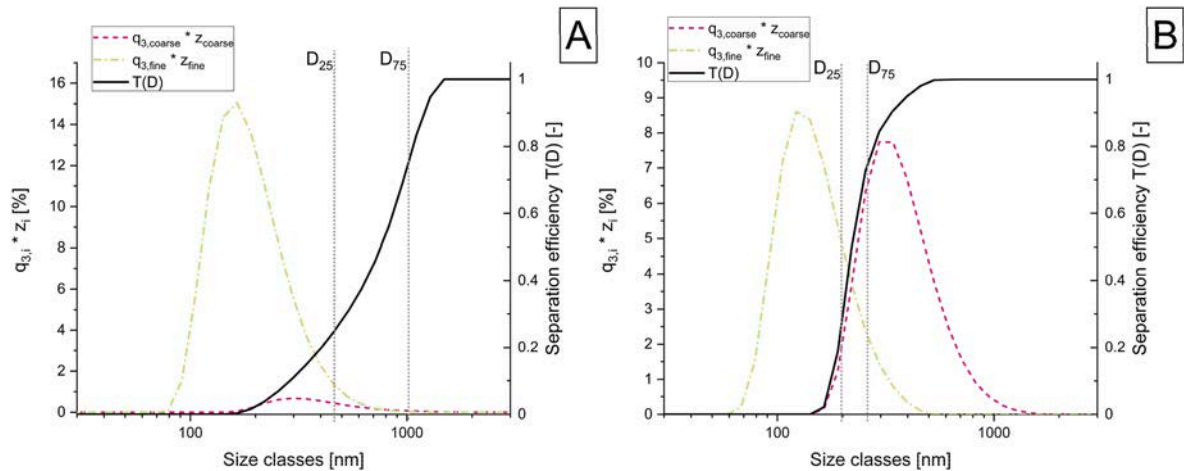 A
q3,coarse * zcoarse
q3,fine * zfine
T(D)
D25
D75
16
14
12
10
8
6
4
2
0
q3,i * zi [%]
1
0.8
0.6
0.4
0.2
0
Separation efficiency T(D) [-]
100
1000
Size classes [nm]
B
q3,coarse * zcoarse
q3,fine * zfine
T(D)
D25
D75
10
9
8
7
6
5
4
3
2
1
0
q3,i * zi [%]
1
0.8
0.6
0.4
0.2
0
Separation efficiency T(D) [-]
100
1000
Size classes [nm]